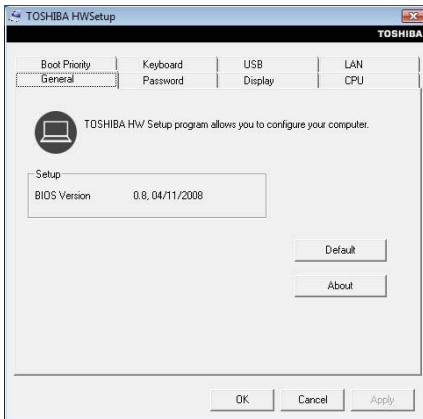 TOSHIBA HWSetup
TOSHIBA
Boot Priority Keyboard USB LAN
General Password Display CPU
TOSHIBA HW Setup program allows you to configure your computer.
Setup
BIOS Version 0.8, 04/11/2008
Default
About
OK Cancel Apply